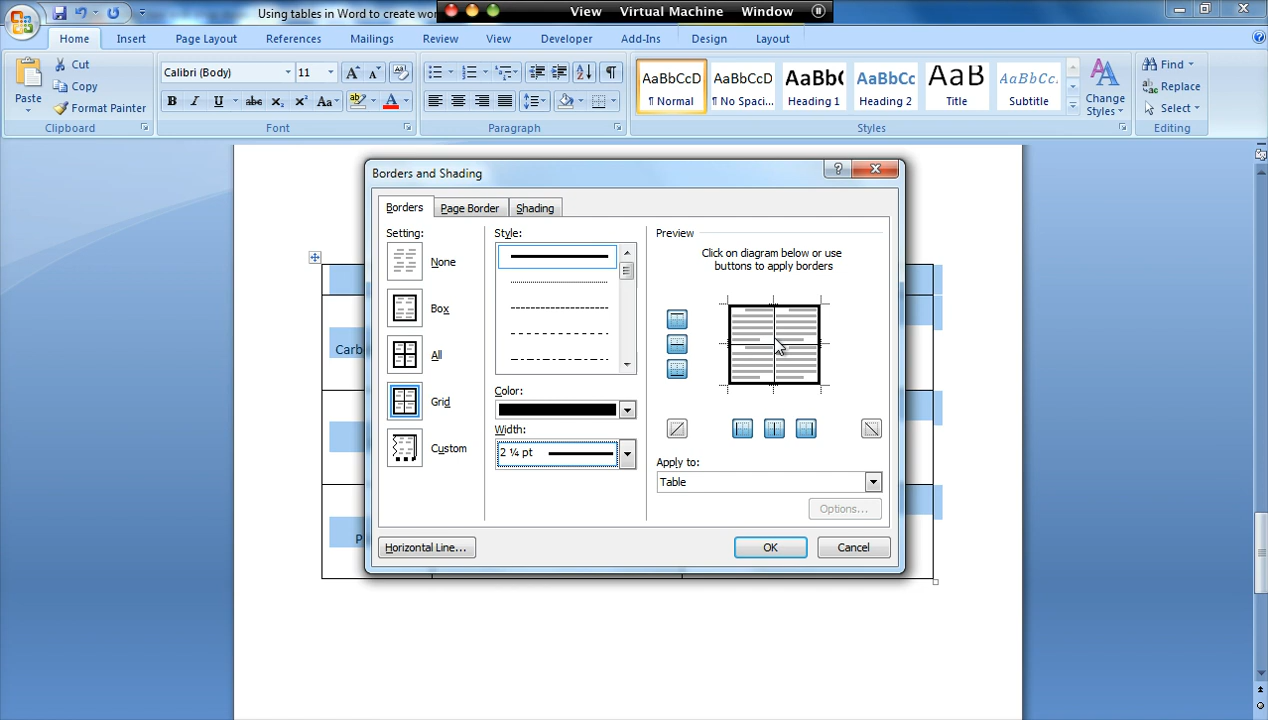 Using tables in Word to create wor
View Virtual Machine Window
Home Insert Page Layout References Mailings Review View Developer Add-Ins Design Layout
Paste
Cut
Copy
Format Painter
Clipboard
Calibri (Body) 11
B I U abc X₂ X² Aa
Font
Paragraph
AaBbCcD AaBbCcD AaBb( AaBbCc AaB AaBbCc.
¶ Normal ¶ No Spaci... Heading 1 Heading 2 Title Subtitle
Change Styles
Styles
Find
Replace
Select
Editing
Borders and Shading
Borders Page Border Shading
Setting:
None
Box
All
Grid
Custom
Style:
Color:
Width:
2 ¼ pt
Preview
Click on diagram below or use
buttons to apply borders
Apply to:
Table
Options...
Horizontal Line...
OK Cancel
Carb
P